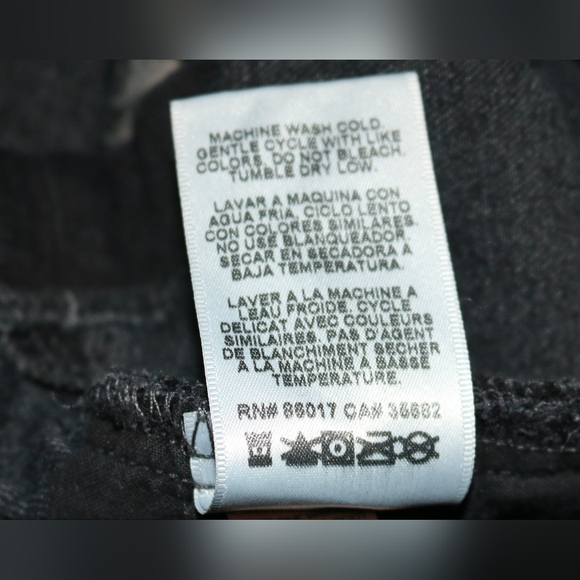 MACHINE WASH COLD.
GENTLE CYCLE WITH LIKE
COLORS. DO NOT BLEACH.
TUMBLE DRY LOW.
LAVAR A MAQUINA CON
AGUA FRIA, CICLO LENTO
CON COLORES SIMILARES.
NO USE BLANQUEADOR,
SECAR EN SECADORA A
BAJA TEMPERATURA.
LAVER A LA MACHINE A
LEAU FROIDE, CYCLE
DELICAT AVEC COULEURS
SIMILAIRES. PAS D'AGENT
DE BLANCHIMENT SECHER
A LA MACHINE A BASSE
TEMPERATURE.
RN# 86017 CA# 36682